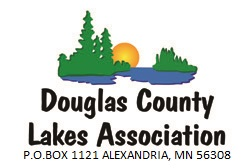 Douglas County
Lakes Association
P.O.BOX 1121 ALEXANDRIA, MN 56308